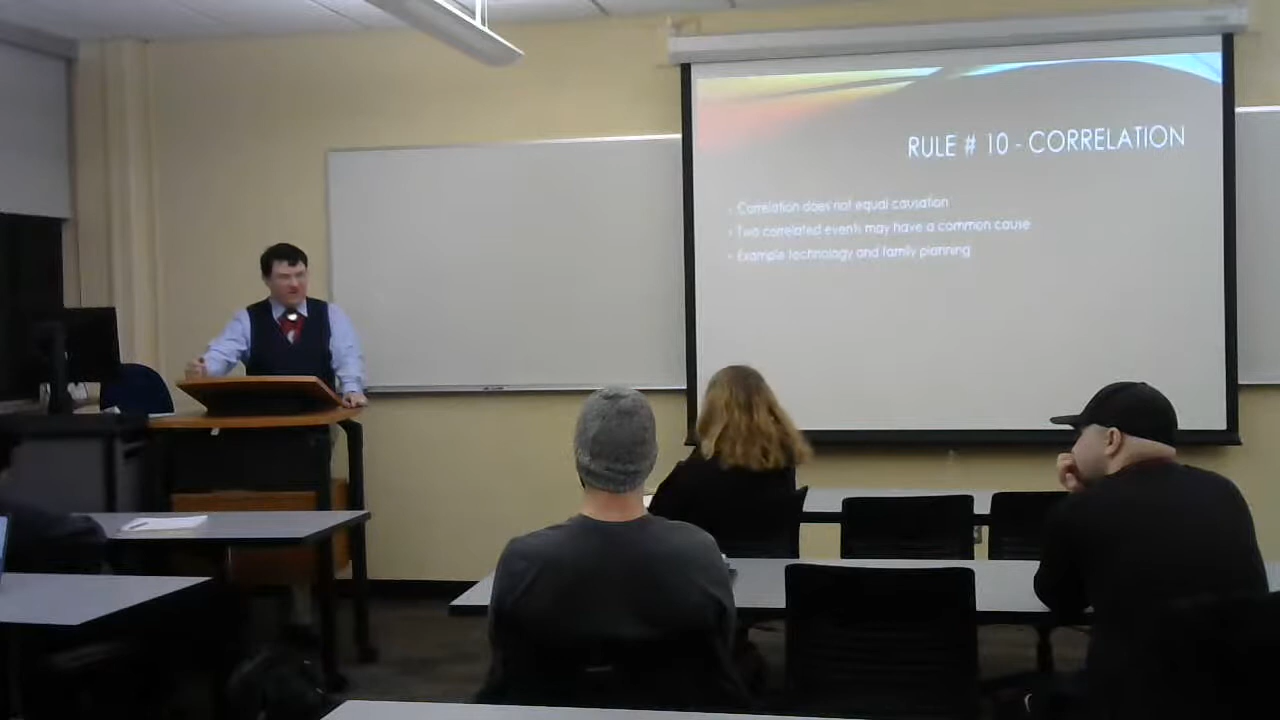 RULE # 10 - CORRELATION
Correlation does not equal causation
Two correlated events may have a common cause
Example technology and family planning